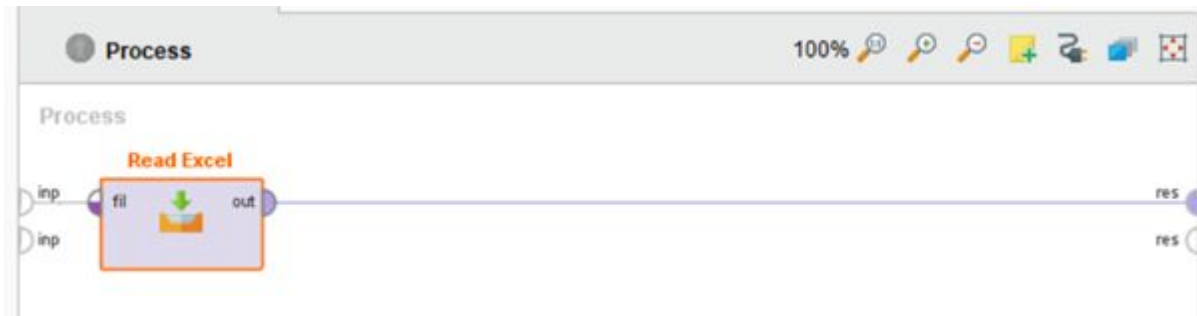 Process
100%
Process
Read Excel
inp fil out res
inp res